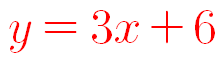 y = 3x + 6